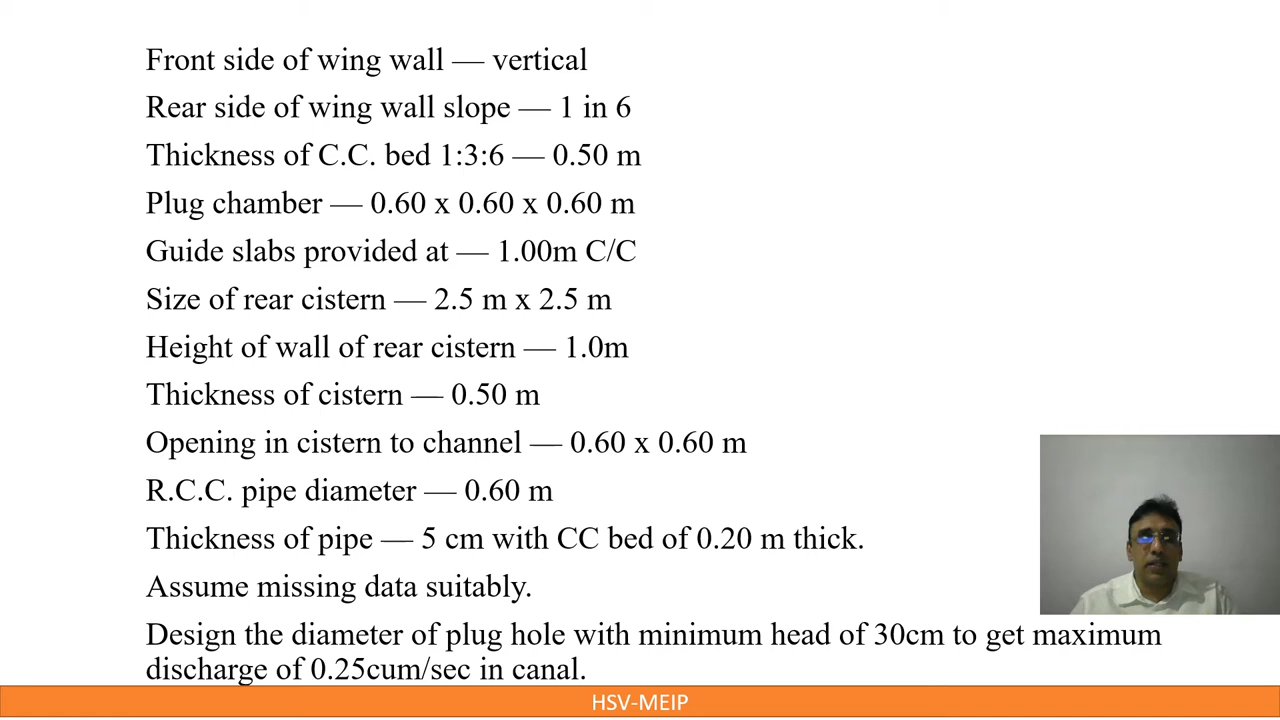 Front side of wing wall — vertical
Rear side of wing wall slope — 1 in 6
Thickness of C.C. bed 1:3:6 — 0.50 m
Plug chamber — 0.60 x 0.60 x 0.60 m
Guide slabs provided at — 1.00m C/C
Size of rear cistern — 2.5 m x 2.5 m
Height of wall of rear cistern — 1.0m
Thickness of cistern — 0.50 m
Opening in cistern to channel — 0.60 x 0.60 m
R.C.C. pipe diameter — 0.60 m
Thickness of pipe — 5 cm with CC bed of 0.20 m thick.
Assume missing data suitably.
Design the diameter of plug hole with minimum head of 30cm to get maximum
discharge of 0.25cum/sec in canal.
HSV-MEIP